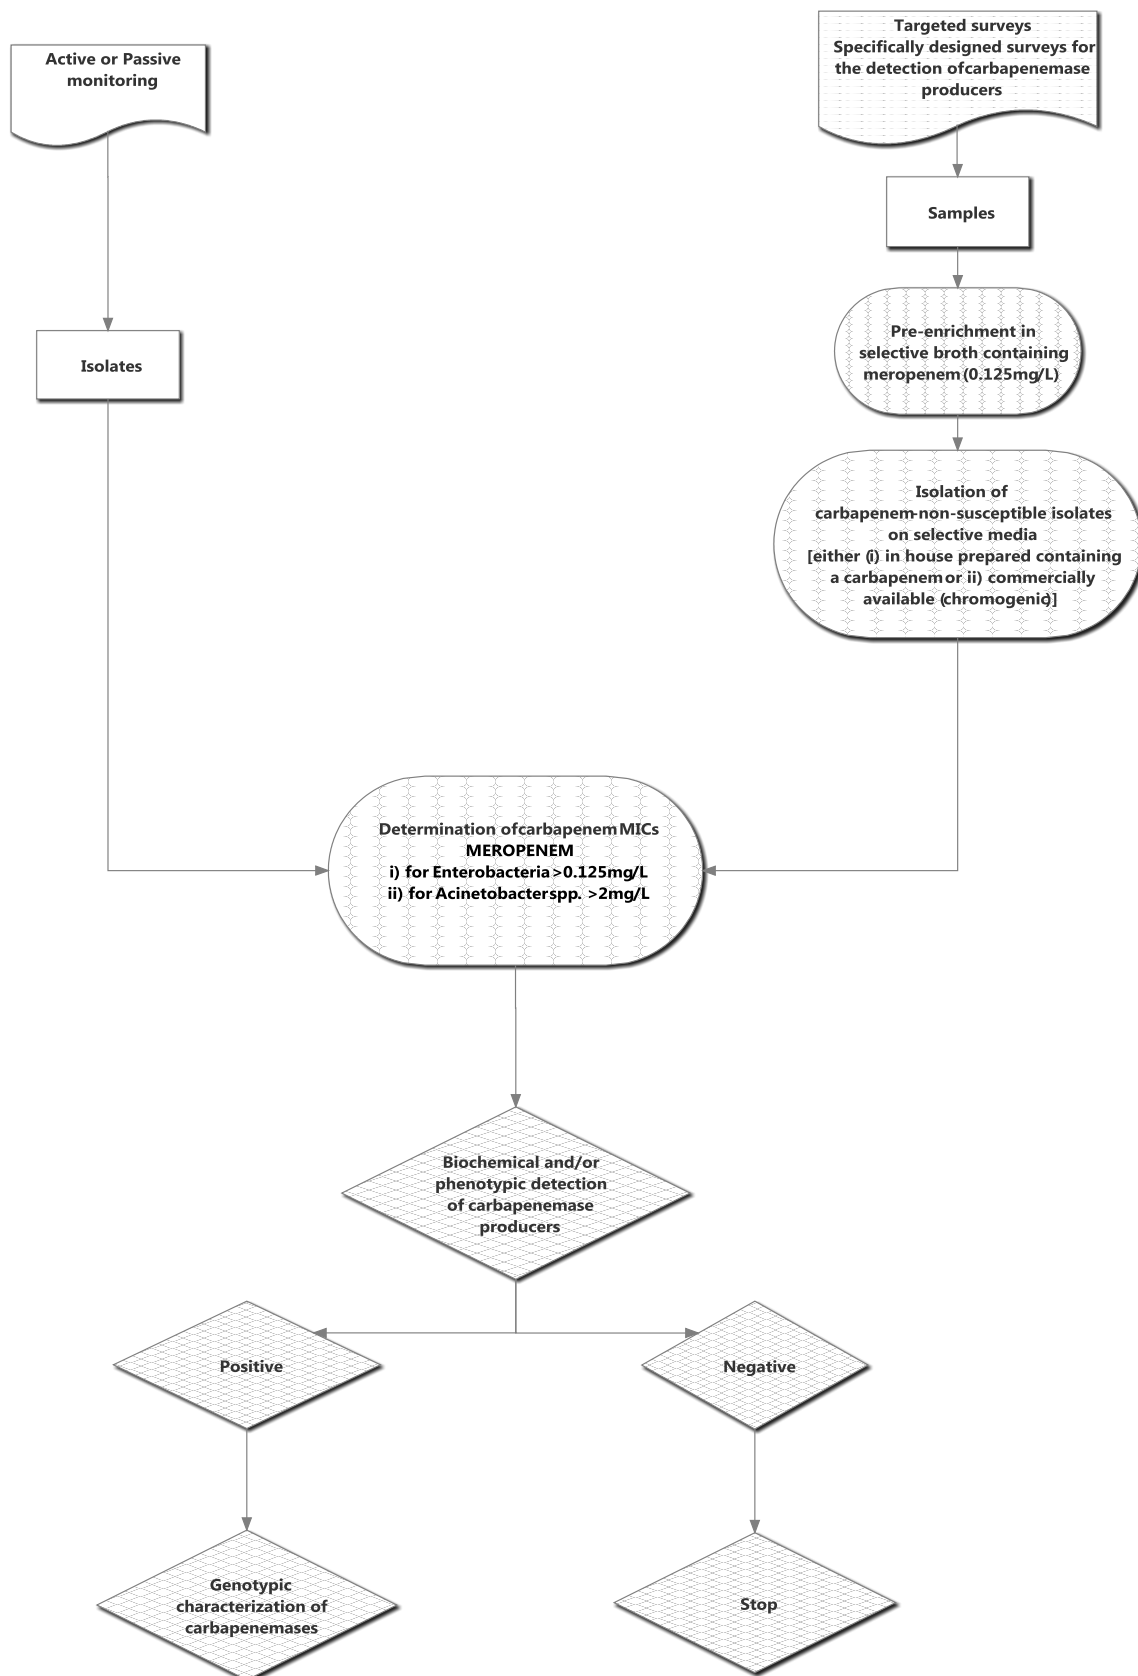 Active or Passive
monitoring
Targeted surveys
Specifically designed surveys for
the detection ofcarbapenemase
producers
Samples
Pre-enrichment in
selective broth containing
meropenem (0.125mg/L)
Isolates
Isolation of
carbapenem-non-susceptible isolates
on selective media
[either (i) in house prepared containing
a carbapenem or ii) commercially
available (chromogenic)]
Determination ofcarbapenem MICs
MEROPENEM
i) for Enterobacteria >0.125mg/L
ii) for Acinetobacter spp. >2mg/L
Biochemical and/or
phenotypic detection
of carbapenemase
producers
Positive
Negative
Genotypic
characterization of
carbapenemases
Stop